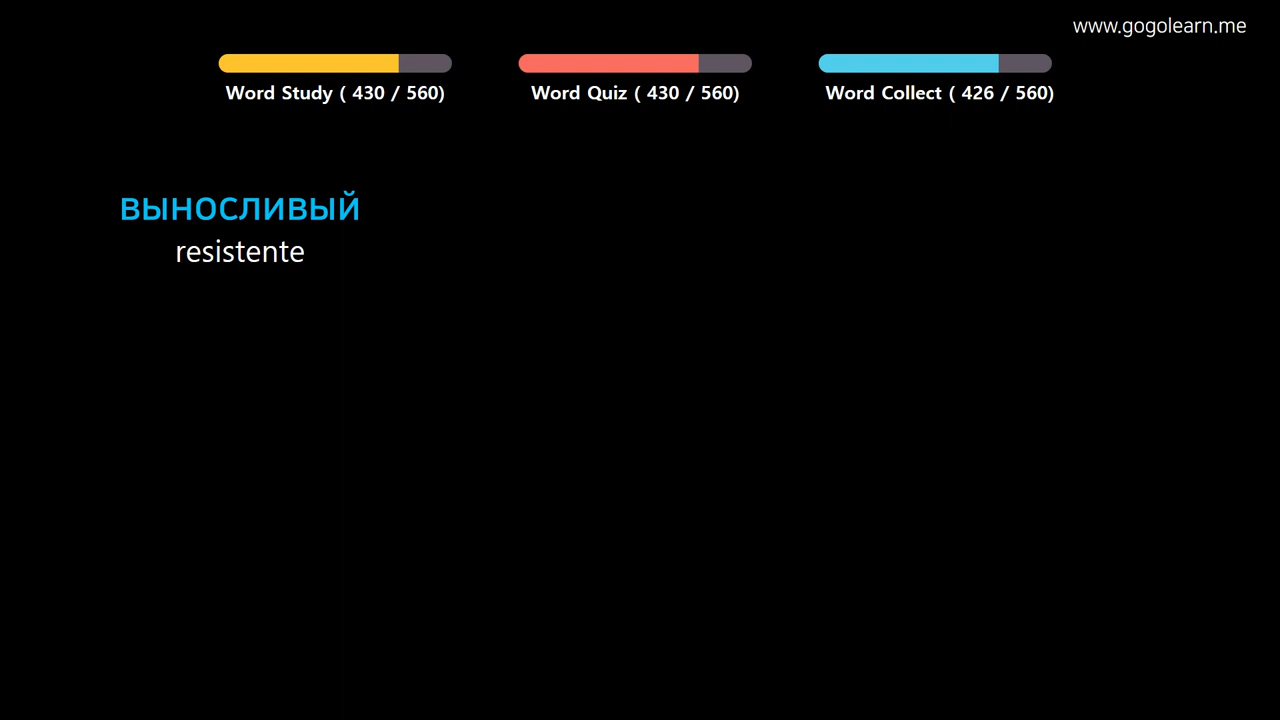 www.gogolearn.me
Word Study ( 430 / 560)
Word Quiz ( 430 / 560)
Word Collect ( 426 / 560)
выносливый
resistente